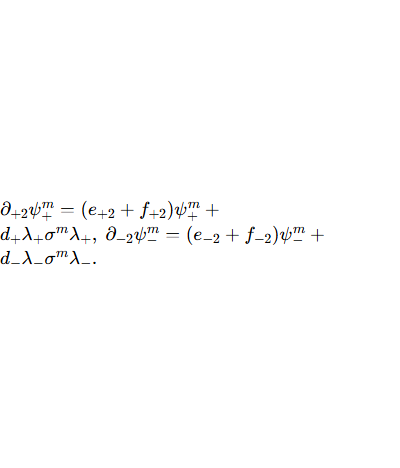 ∂₊₂ψ₊ᵐ = (e₊₂ + f₊₂)ψ₊ᵐ +
d₊λ₊σᵐλ₊, ∂₋₂ψ₋ᵐ = (e₋₂ + f₋₂)ψ₋ᵐ +
d₋λ₋σᵐλ₋.